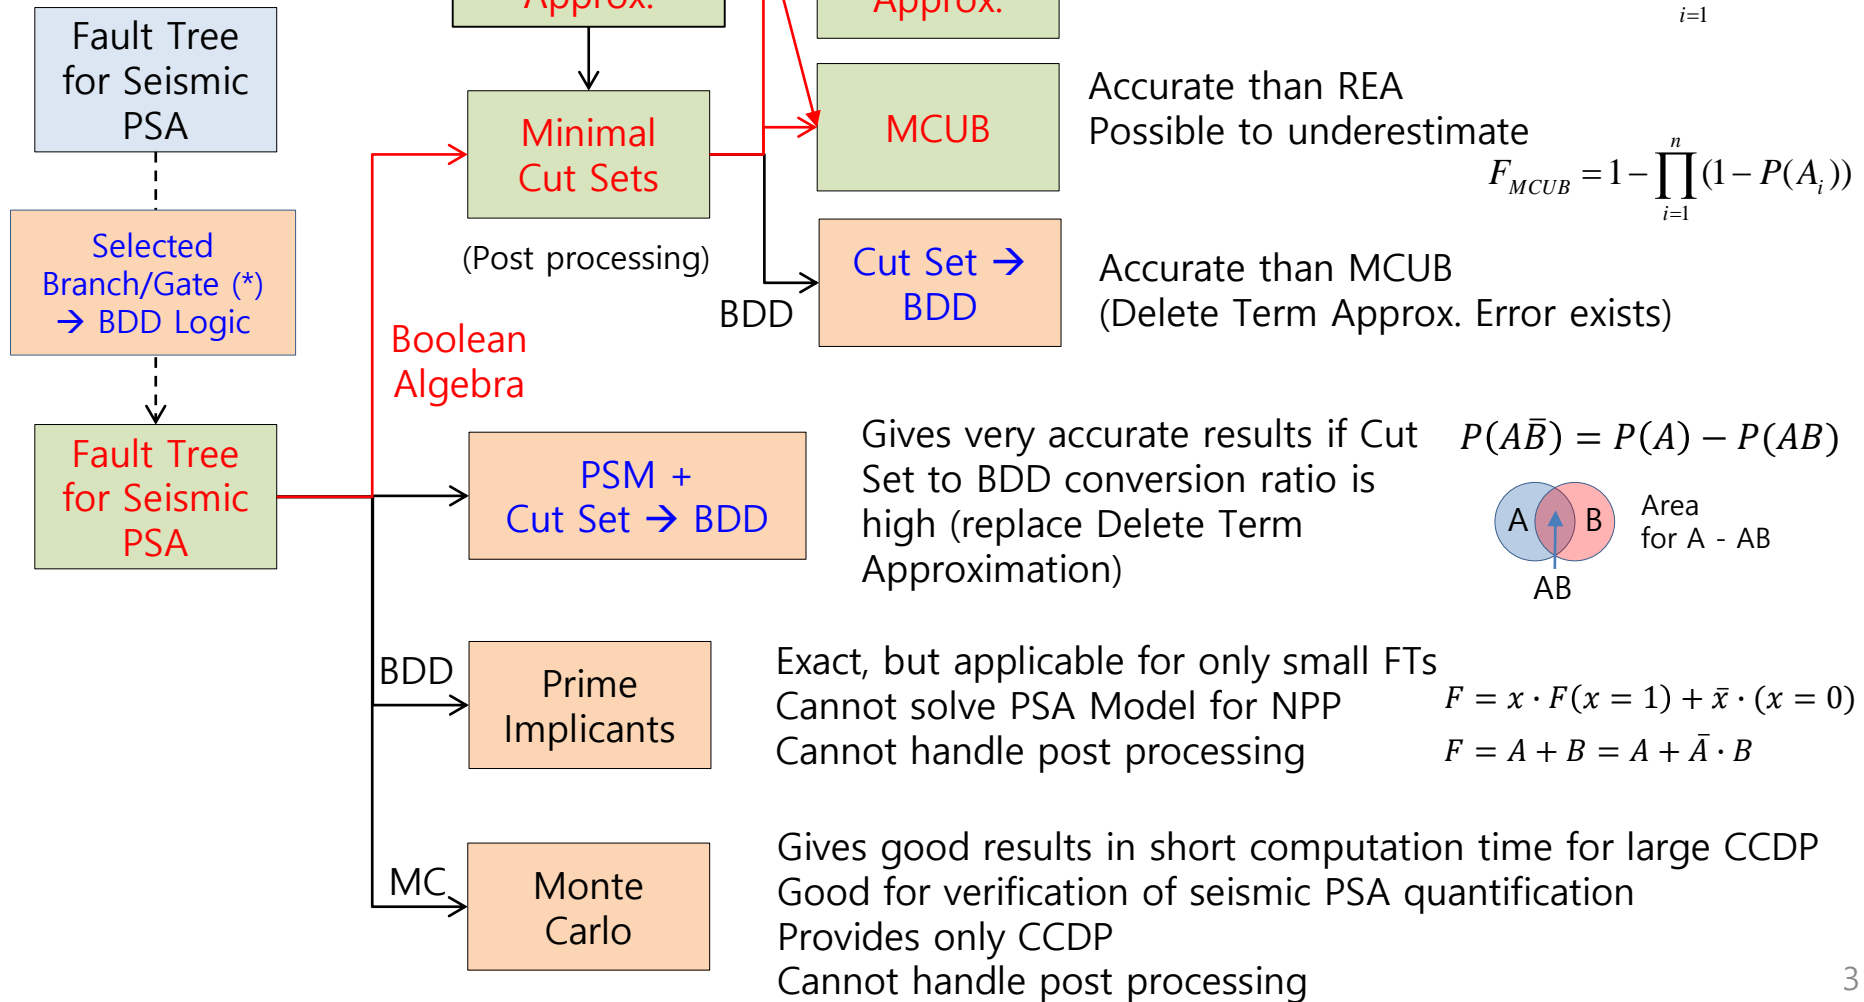 Approx.
Approx.
i=1
Fault Tree
for Seismic
PSA
Minimal
Cut Sets
(Post processing)
MCUB
Accurate than REA
Possible to underestimate
F_{MCUB} = 1 - \prod_{i=1}^{n} (1 - P(A_i))
Selected
Branch/Gate (*)
→ BDD Logic
BDD
Cut Set →
BDD
Accurate than MCUB
(Delete Term Approx. Error exists)
Boolean
Algebra
Fault Tree
for Seismic
PSA
PSM +
Cut Set → BDD
Gives very accurate results if Cut
Set to BDD conversion ratio is
high (replace Delete Term
Approximation)
P(AB̄) = P(A) − P(AB)
A B
AB
Area
for A - AB
BDD
Prime
Implicants
Exact, but applicable for only small FTs
Cannot solve PSA Model for NPP
Cannot handle post processing
F = x · F(x = 1) + x̄ · (x = 0)
F = A + B = A + Ā · B
MC
Monte
Carlo
Gives good results in short computation time for large CCDP
Good for verification of seismic PSA quantification
Provides only CCDP
Cannot handle post processing
3